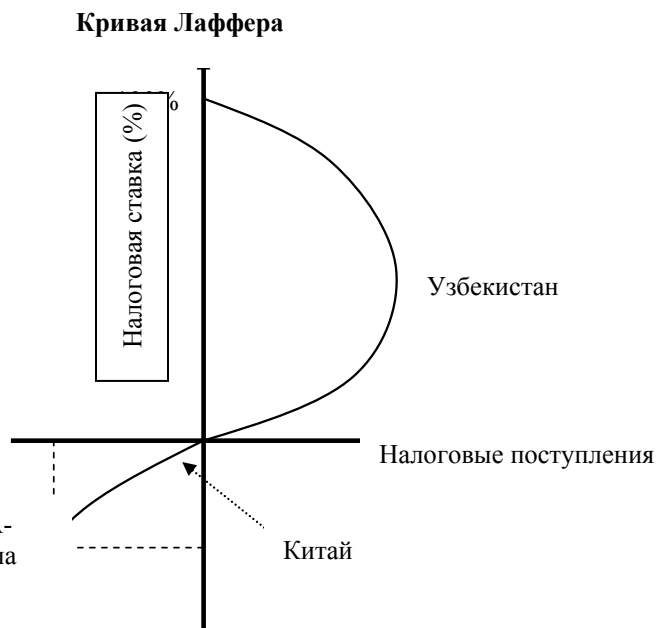 Кривая Лаффера
%
Налоговая ставка (%)
Узбекистан
Налоговые поступления
Китай